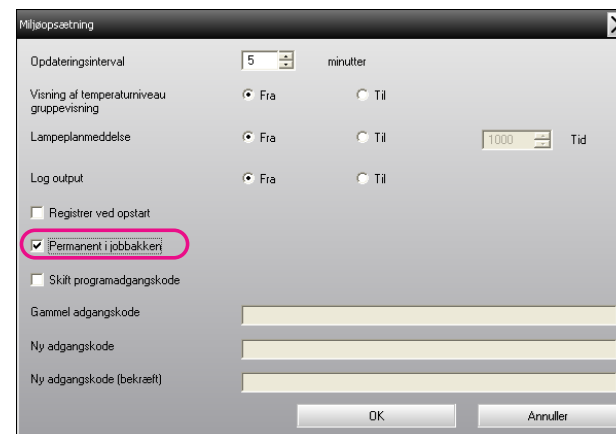 Miljøopsætning
Opdateringsinterval 5 minutter
Visning af temperaturniveau
gruppevisning Fra Til
Lampeplanmeddelse Fra Til 1000 Tid
Log output Fra Til
Registrer ved opstart
Permanent i jobbakken
Skift programadgangskode
Gammel adgangskode
Ny adgangskode
Ny adgangskode (bekræft)
OK Annuller